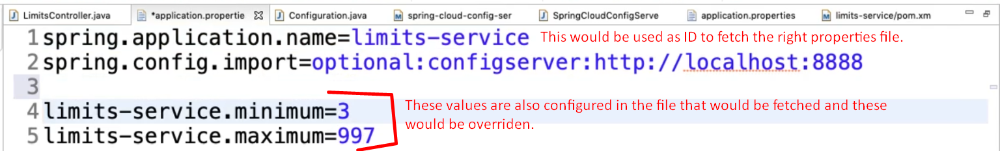 LimitsController.java
*application.propertie
Configuration.java
spring-cloud-config-ser
SpringCloudConfigServe
application.properties
limits-service/pom.xm
1 spring.application.name=limits-service This would be used as ID to fetch the right properties file.
2 spring.config.import=optional:configserver:http://localhost:8888
3
4 limits-service.minimum=3
These values are also configured in the file that would be fetched and these
would be overriden.
5 limits-service.maximum=997